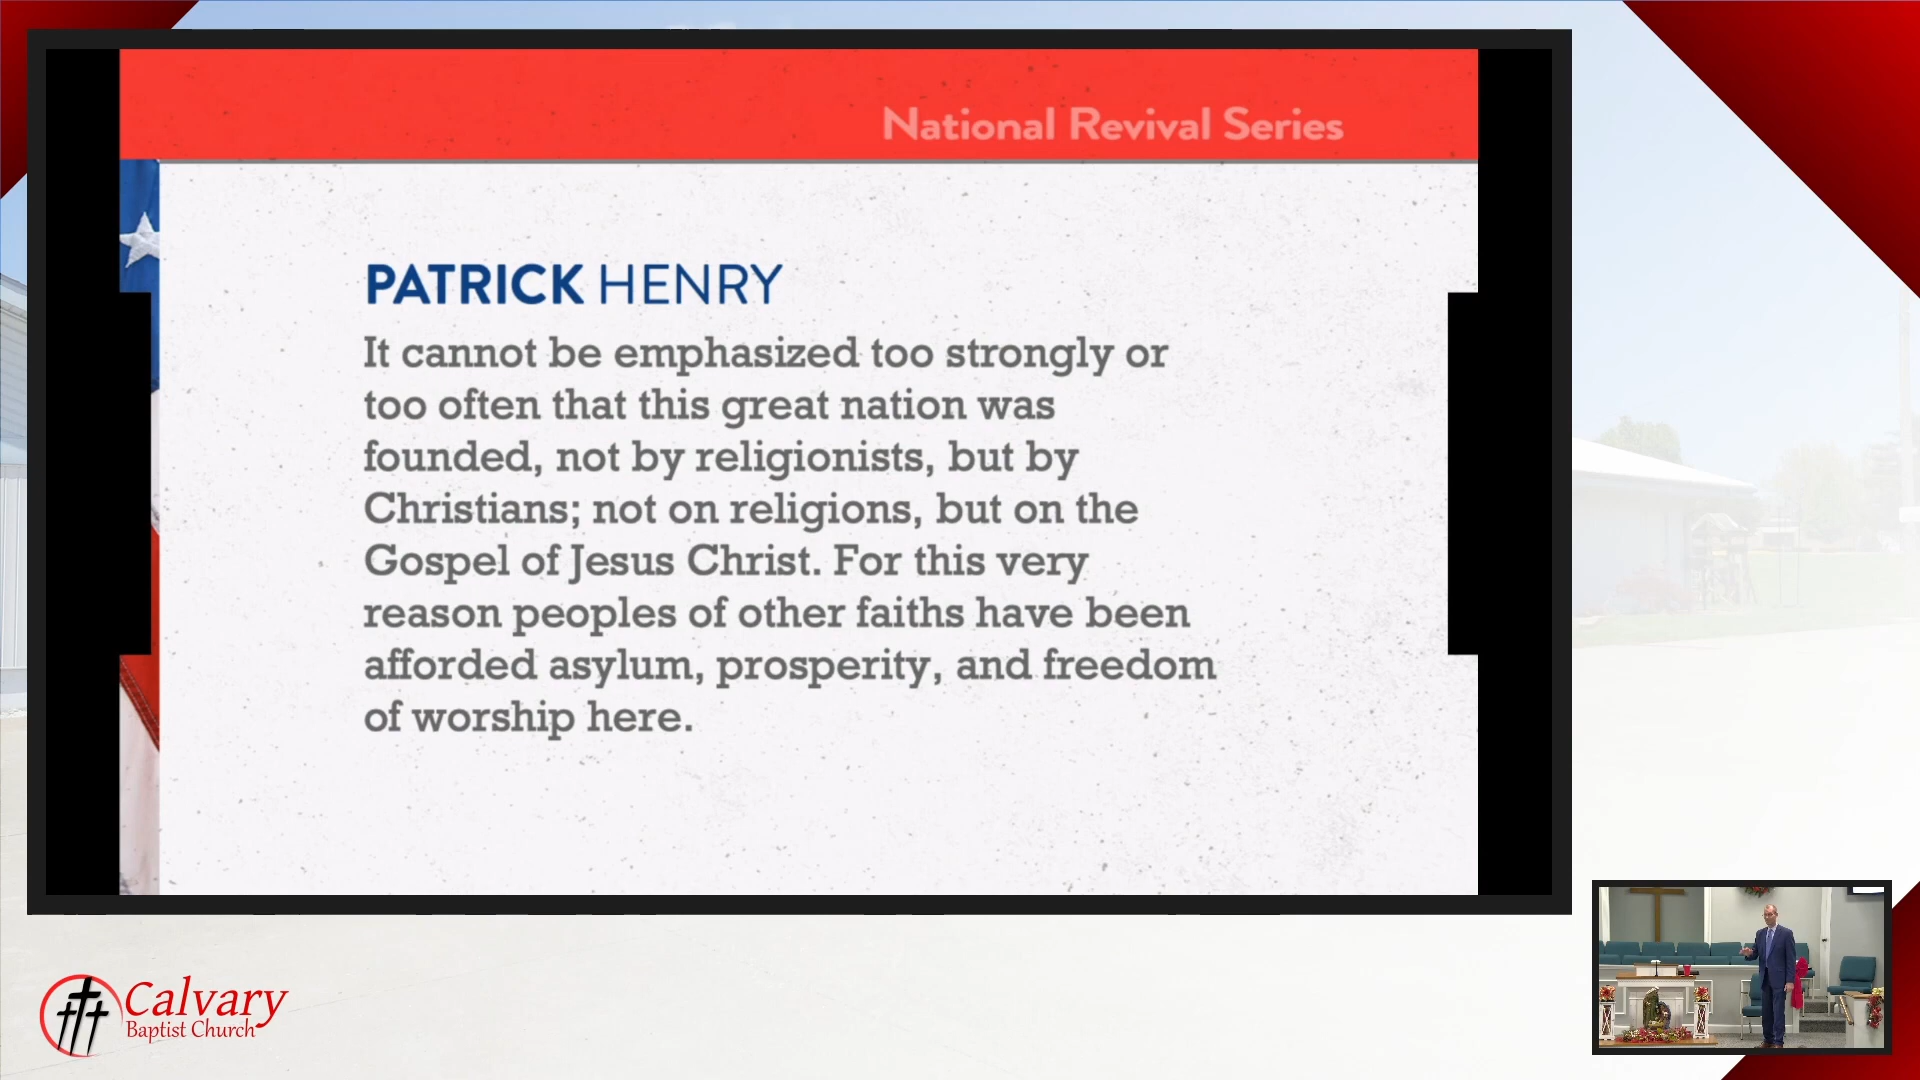 National Revival Series
PATRICK HENRY
It cannot be emphasized too strongly or
too often that this great nation was
founded, not by religionists, but by
Christians; not on religions, but on the
Gospel of Jesus Christ. For this very
reason peoples of other faiths have been
afforded asylum, prosperity, and freedom
of worship here.
Calvary
Baptist Church